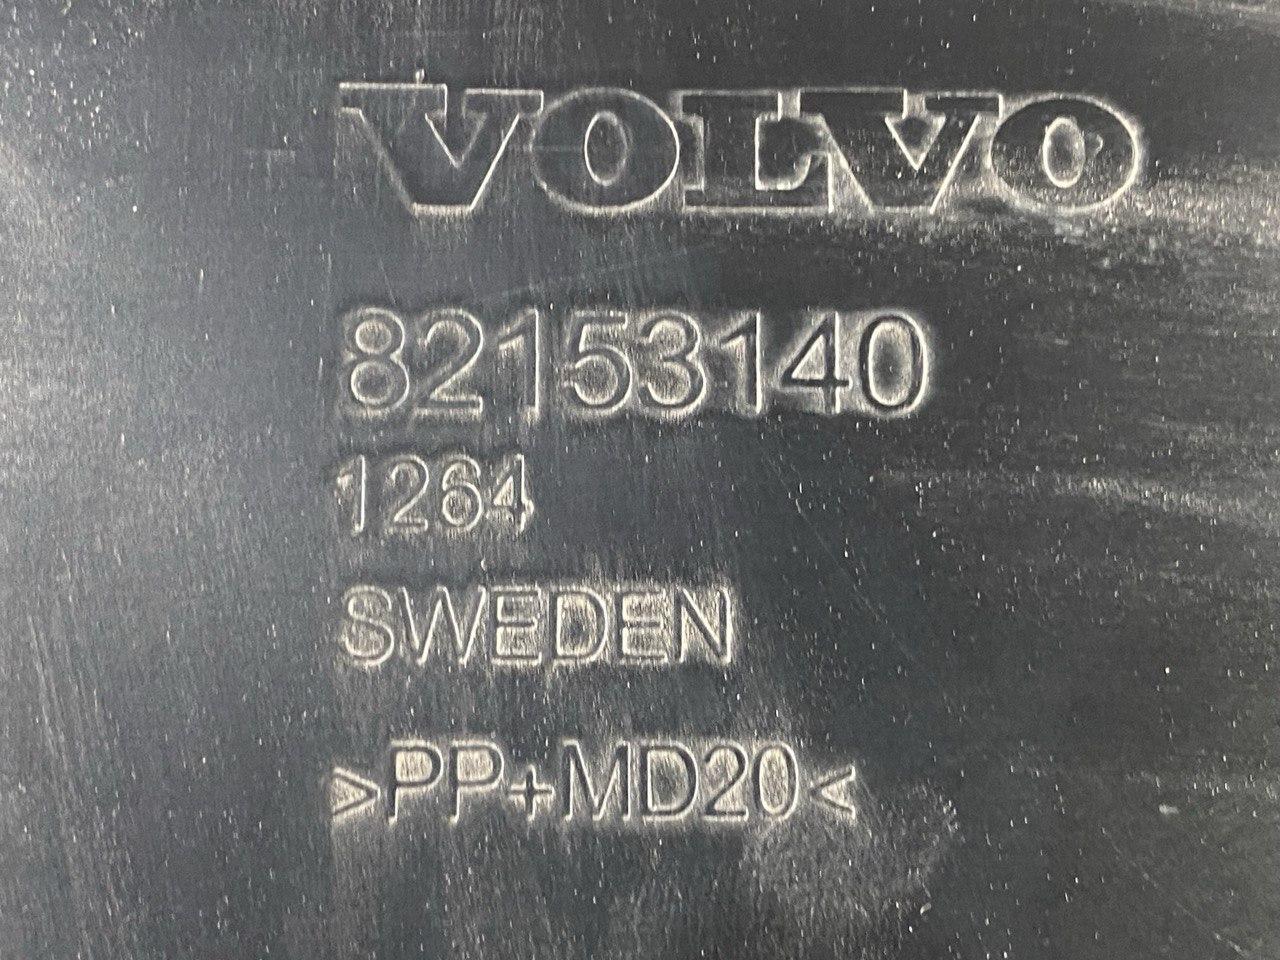 VOLVO
82153140
1264
SWEDEN
>PP+MD20<